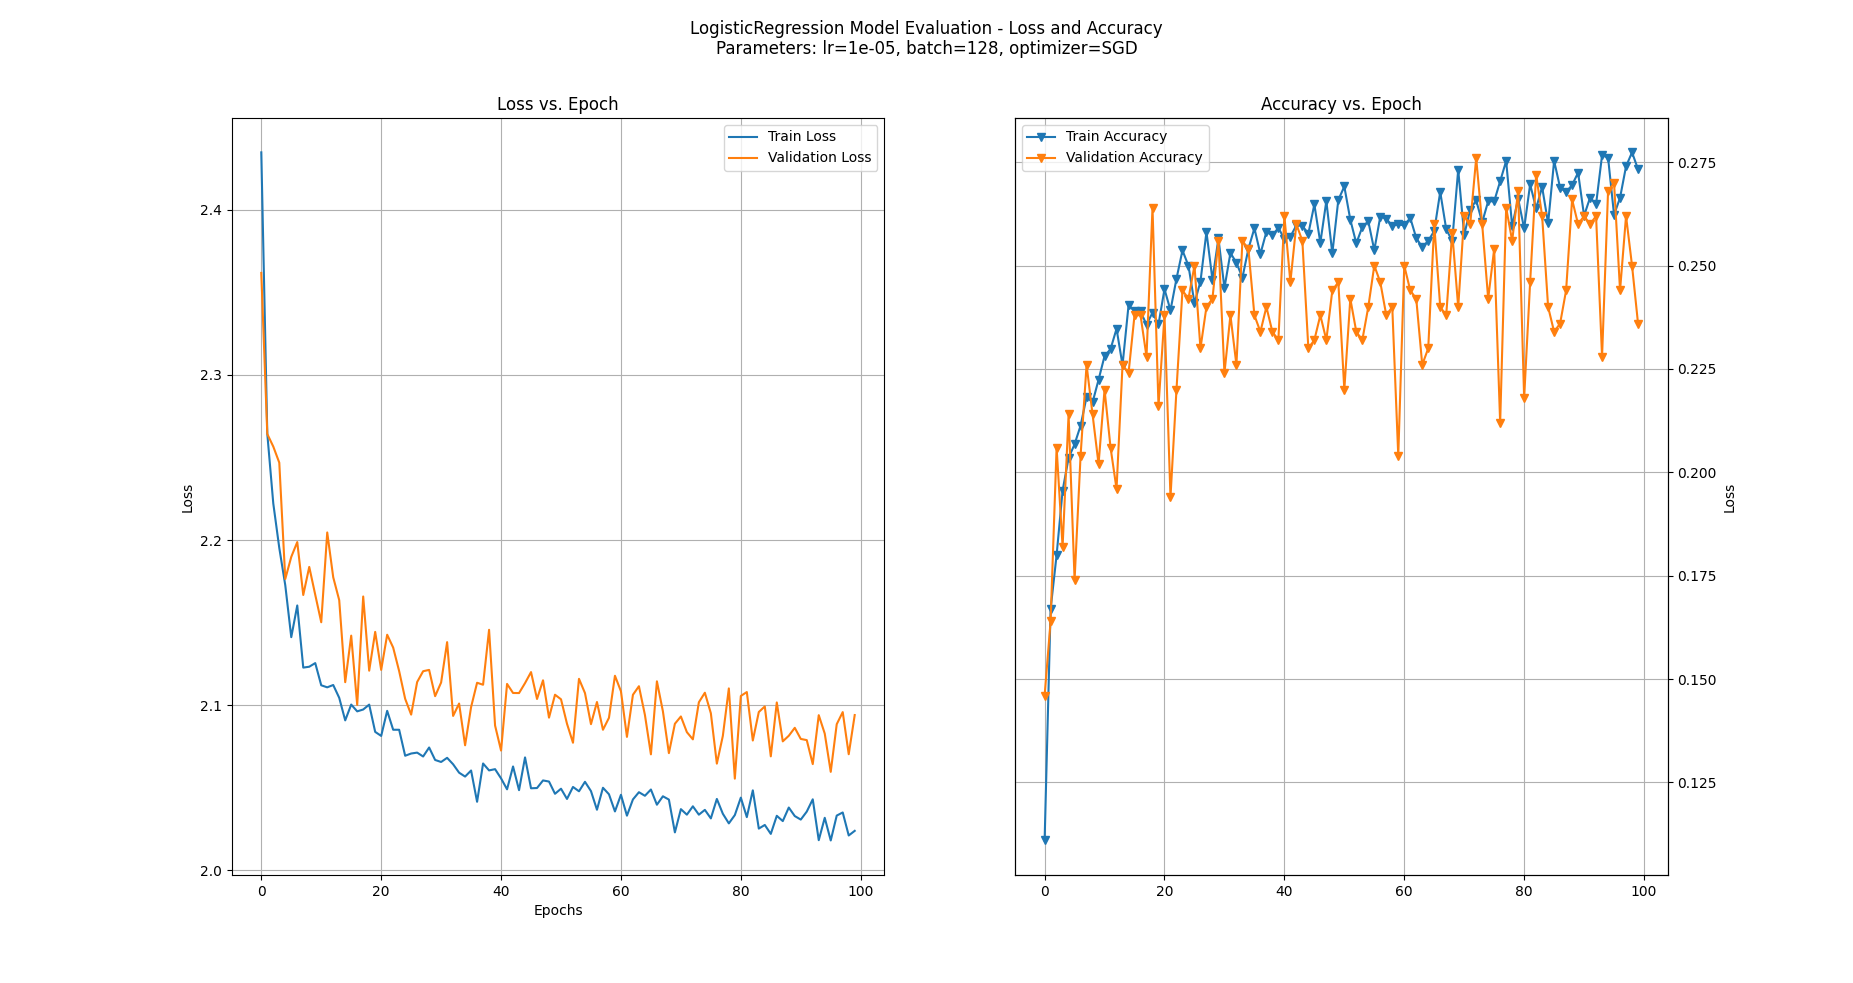 LogisticRegression Model Evaluation - Loss and Accuracy
Parameters: lr=1e-05, batch=128, optimizer=SGD
Loss vs. Epoch
Train Loss
Validation Loss
2.4
2.3
2.2
2.1
2.0
Loss
0 20 40 60 80 100
Epochs
Accuracy vs. Epoch
Train Accuracy
Validation Accuracy
0.275
0.250
0.225
0.200
0.175
0.150
0.125
Loss
0 20 40 60 80 100